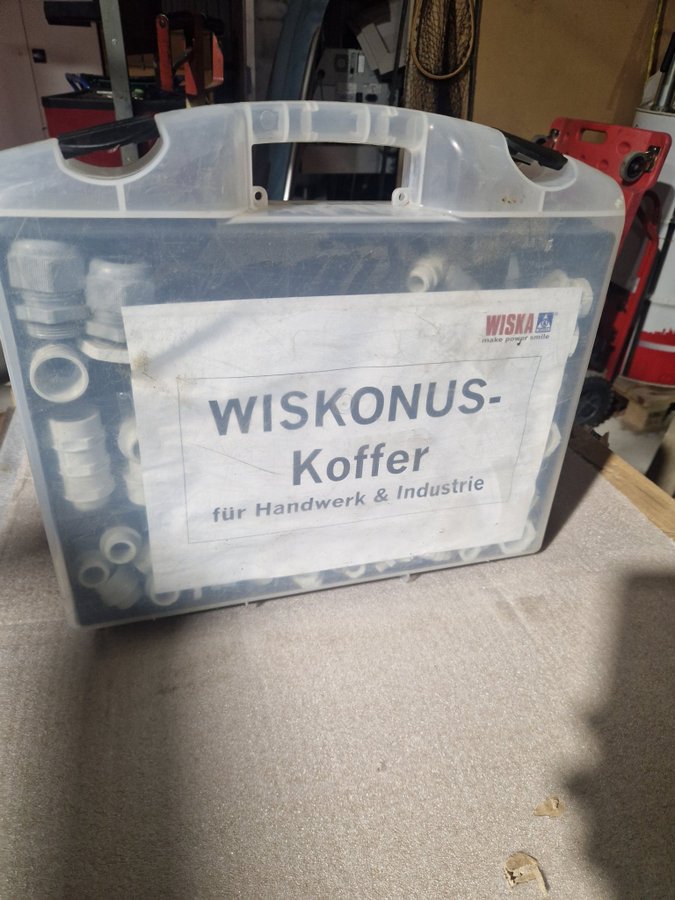 WISKA
make power smile
WISKONUS-
Koffer
für Handwerk & Industrie